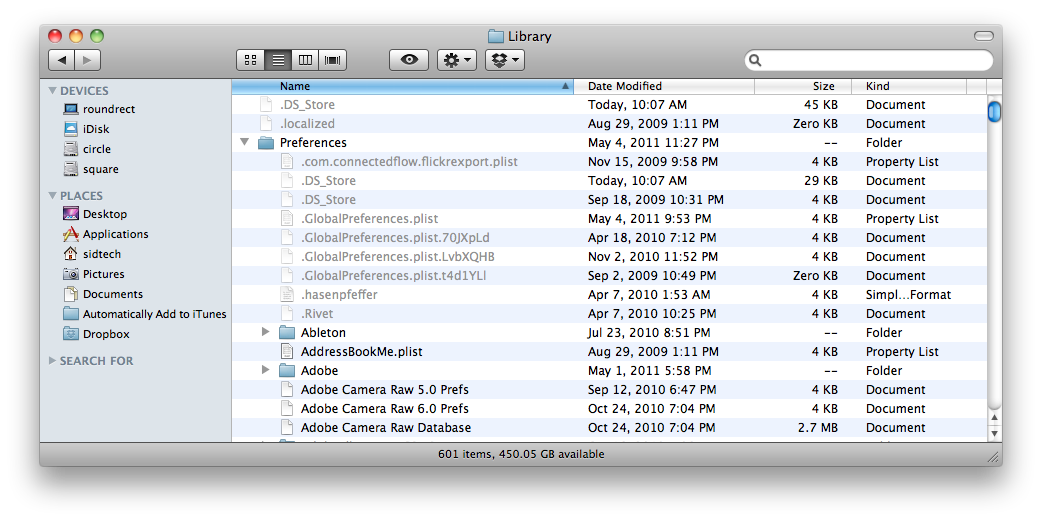 Library
DEVICES
roundrect
iDisk
circle
square
PLACES
Desktop
Applications
sidtech
Pictures
Documents
Automatically Add to iTunes
Dropbox
SEARCH FOR
Name Date Modified Size Kind
.DS_Store Today, 10:07 AM 45 KB Document
.localized Aug 29, 2009 1:11 PM Zero KB Document
Preferences May 4, 2011 11:27 PM -- Folder
.com.connectedflow.flickrexport.plist Nov 15, 2009 9:58 PM 4 KB Property List
.DS_Store Today, 10:07 AM 29 KB Document
.DS_Store Sep 18, 2009 10:31 PM 4 KB Document
.GlobalPreferences.plist May 4, 2011 9:53 PM 4 KB Property List
.GlobalPreferences.plist.70JXpLd Apr 18, 2010 7:12 PM 4 KB Document
.GlobalPreferences.plist.LvbXQHB Nov 2, 2010 11:52 PM 4 KB Document
.GlobalPreferences.plist.t4d1YLl Sep 2, 2009 10:49 PM Zero KB Document
.hasenpfeffer Apr 7, 2010 1:53 AM 4 KB Simpl...Format
.Rivet Apr 7, 2010 10:25 PM 4 KB Document
Ableton Jul 23, 2010 8:51 PM -- Folder
AddressBookMe.plist Aug 29, 2009 1:11 PM 4 KB Property List
Adobe May 1, 2011 5:58 PM -- Folder
Adobe Camera Raw 5.0 Prefs Sep 12, 2010 6:47 PM 4 KB Document
Adobe Camera Raw 6.0 Prefs Oct 24, 2010 7:04 PM 4 KB Document
Adobe Camera Raw Database Oct 24, 2010 7:04 PM 2.7 MB Document
601 items, 450.05 GB available